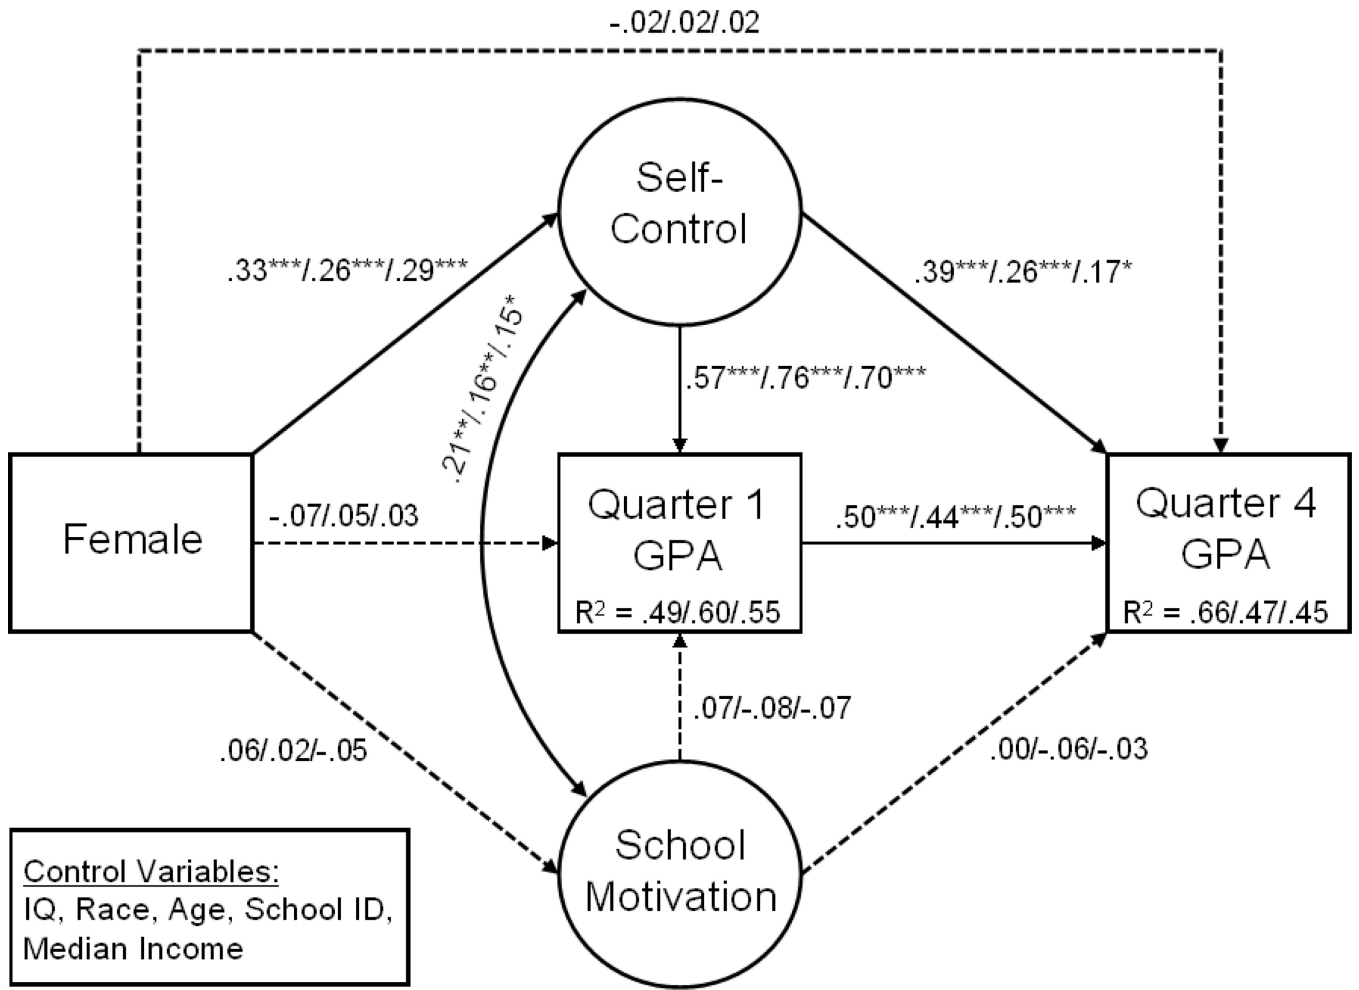 -.02/.02/.02
Self-
Control
.33***/.26***/.29***
.39***/.26***/.17*
.21**/.16**/.15*
.57***/.76***/.70***
Female
-.07/.05/.03
Quarter 1
GPA
R² = .49/.60/.55
.50***/.44***/.50***
Quarter 4
GPA
R² = .66/.47/.45
.07/-.08/-.07
.06/.02/-.05
.00/-.06/-.03
School
Motivation
Control Variables:
IQ, Race, Age, School ID,
Median Income